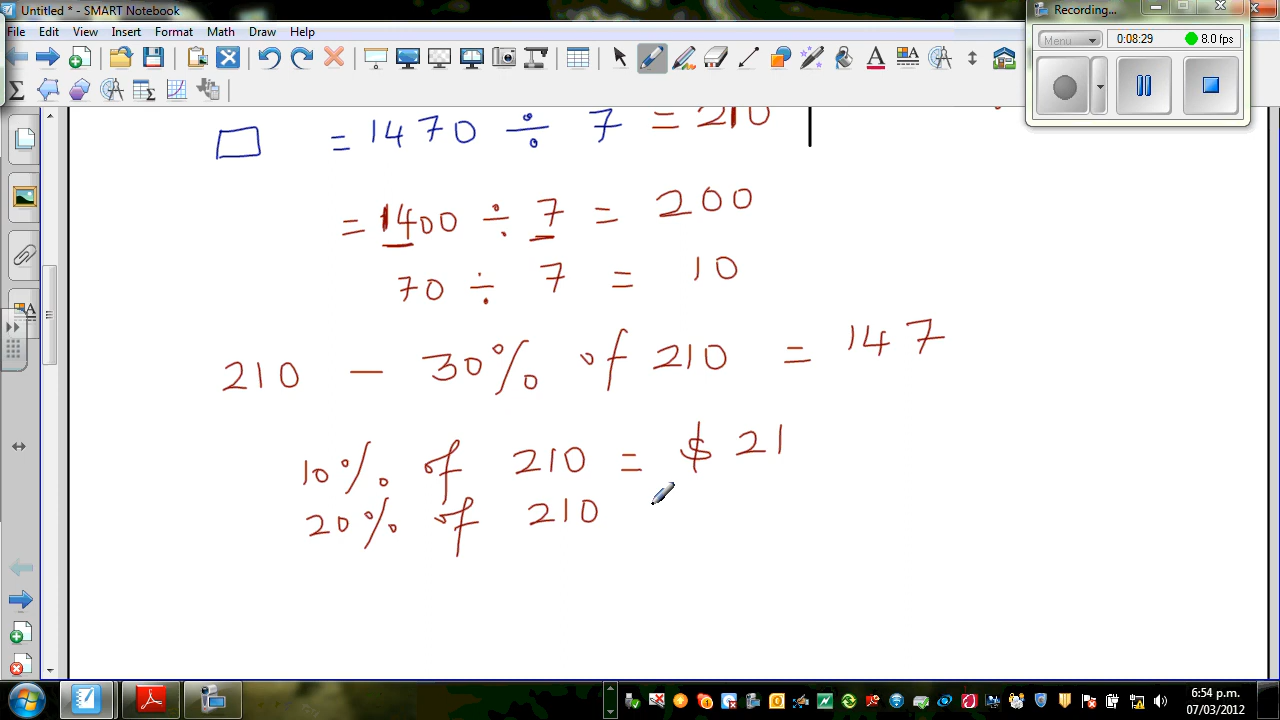 Untitled * - SMART Notebook
Recording...
File Edit View Insert Format Math Draw Help
Menu
0:08:29
8.0 fps
= 1470 ÷ 7 = 210
= 1400 ÷ 7 = 200
70 ÷ 7 = 10
210 - 30% of 210 = 147
10% of 210 = $ 21
20% of 210
6:54 p.m.
07/03/2012